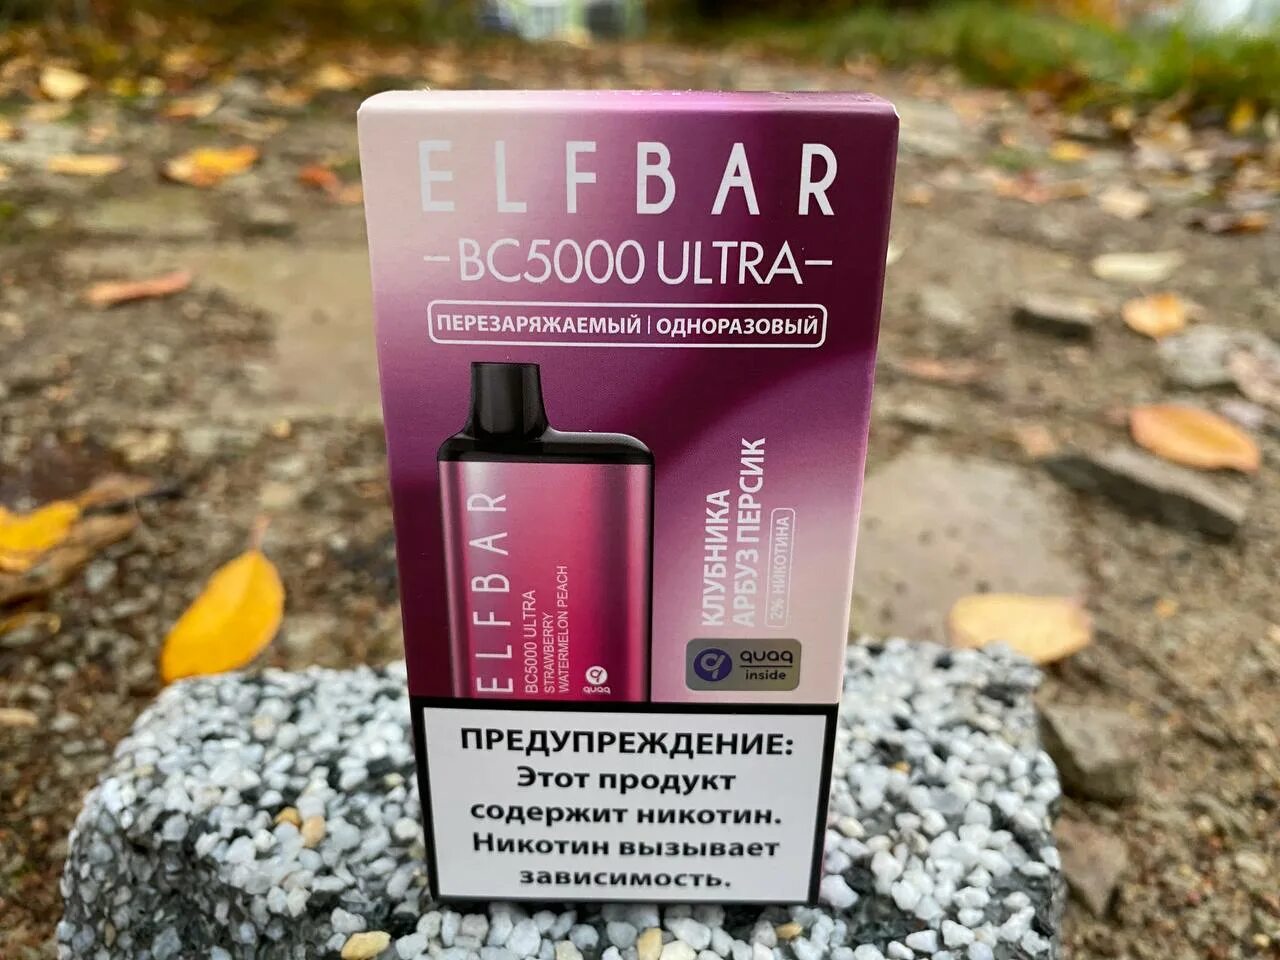 ELFBAR
BC5000 ULTRA
ПЕРЕЗАРЯЖАЕМЫЙ | ОДНОРАЗОВЫЙ
ELFBAR
BC5000 ULTRA
STRAWBERRY
WATERMELON PEACH
quaq
КЛУБНИКА
АРБУЗ ПЕРСИК
2% НИКОТИНА
quaq
inside
ПРЕДУПРЕЖДЕНИЕ:
Этот продукт
содержит никотин.
Никотин вызывает
зависимость.